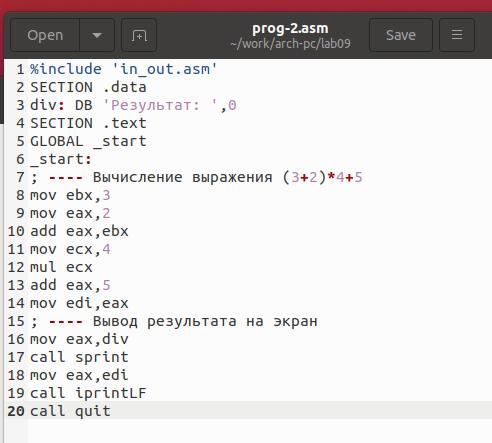 Open
prog-2.asm
~/work/arch-pc/lab09
Save
1 %include 'in_out.asm'
2 SECTION .data
3 div: DB 'Результат: ',0
4 SECTION .text
5 GLOBAL _start
6 _start:
7 ; ---- Вычисление выражения (3+2)*4+5
8 mov ebx,3
9 mov eax,2
10 add eax,ebx
11 mov ecx,4
12 mul ecx
13 add eax,5
14 mov edi,eax
15 ; ---- Вывод результата на экран
16 mov eax,div
17 call sprint
18 mov eax,edi
19 call iprintLF
20 call quit